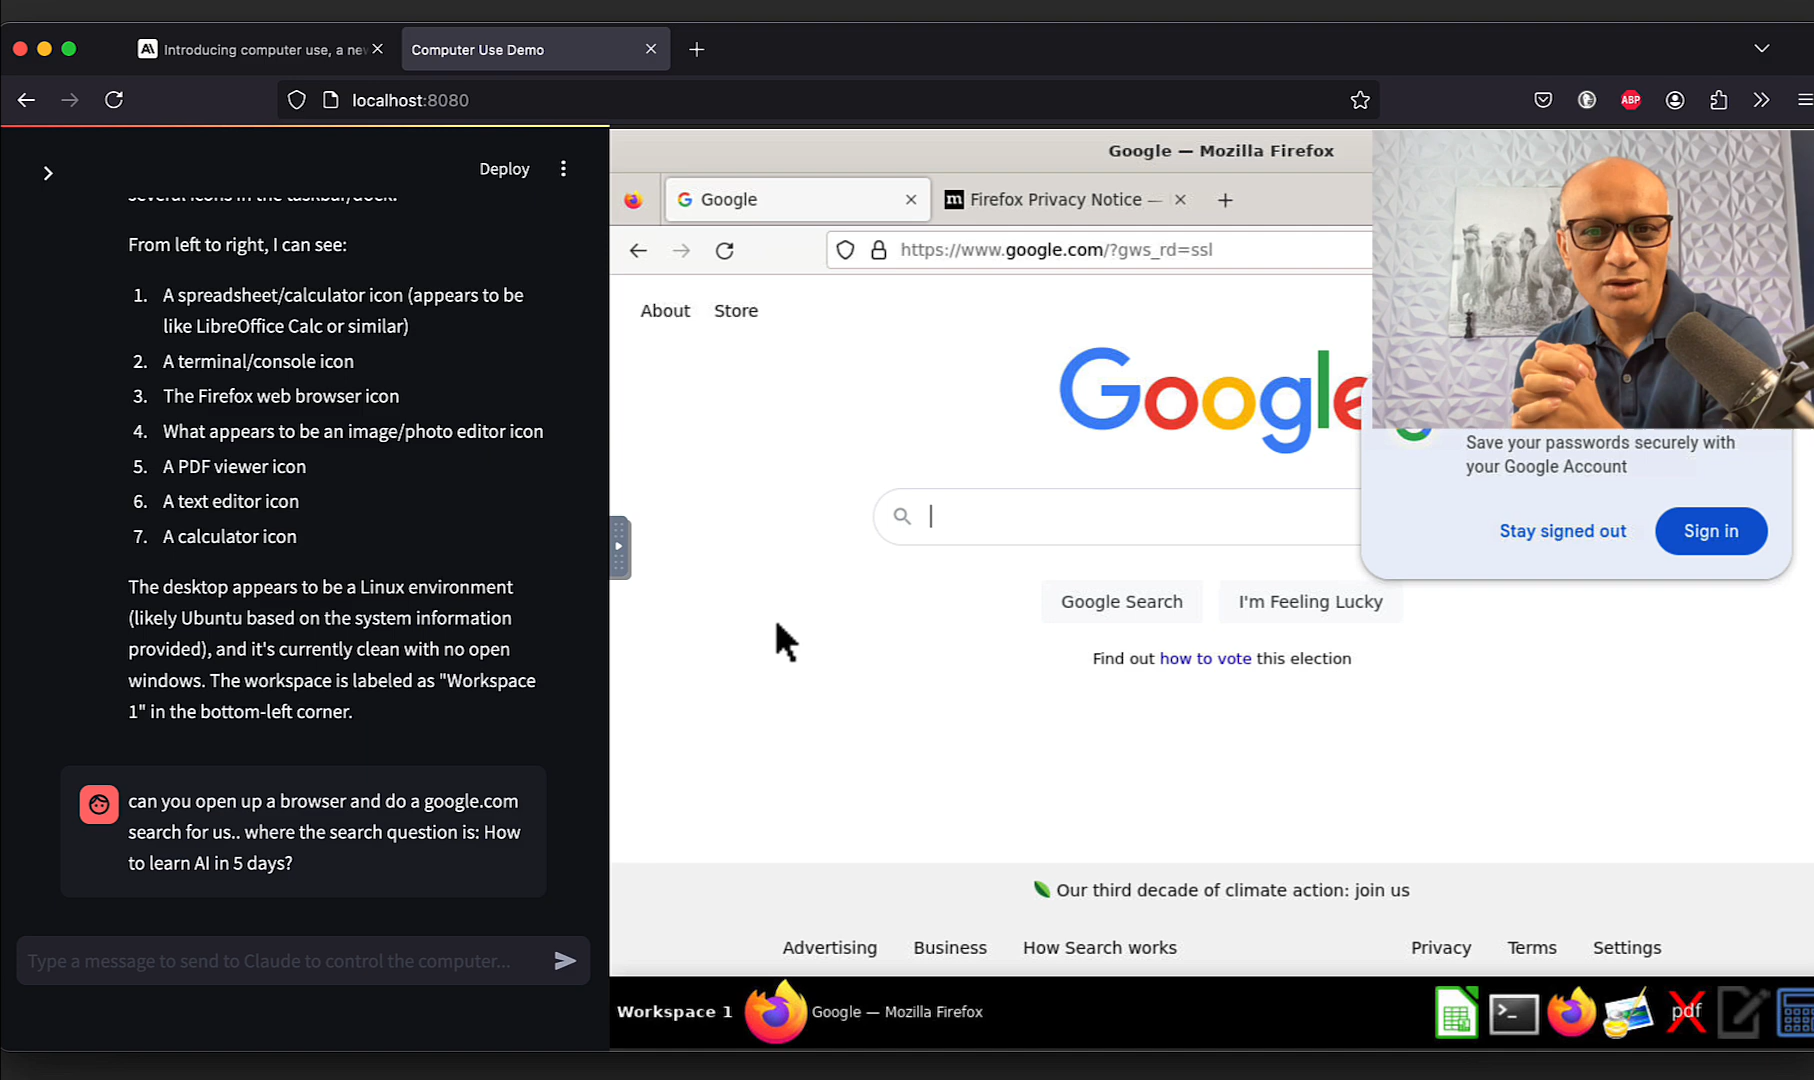 Introducing computer use, a nev
Computer Use Demo
localhost:8080
ABP
Deploy
several icons in the taskbar/dock.
From left to right, I can see:
1. A spreadsheet/calculator icon (appears to be
like LibreOffice Calc or similar)
2. A terminal/console icon
3. The Firefox web browser icon
4. What appears to be an image/photo editor icon
5. A PDF viewer icon
6. A text editor icon
7. A calculator icon
The desktop appears to be a Linux environment
(likely Ubuntu based on the system information
provided), and it's currently clean with no open
windows. The workspace is labeled as "Workspace
1" in the bottom-left corner.
can you open up a browser and do a google.com
search for us.. where the search question is: How
to learn AI in 5 days?
Type a message to send to Claude to control the computer...
Google — Mozilla Firefox
Google
m Firefox Privacy Notice —
https://www.google.com/?gws_rd=ssl
About Store
Google
Save your passwords securely with
your Google Account
Stay signed out Sign in
Google Search I'm Feeling Lucky
Find out how to vote this election
Our third decade of climate action: join us
Advertising Business How Search works Privacy Terms Settings
Workspace 1 Google — Mozilla Firefox pdf